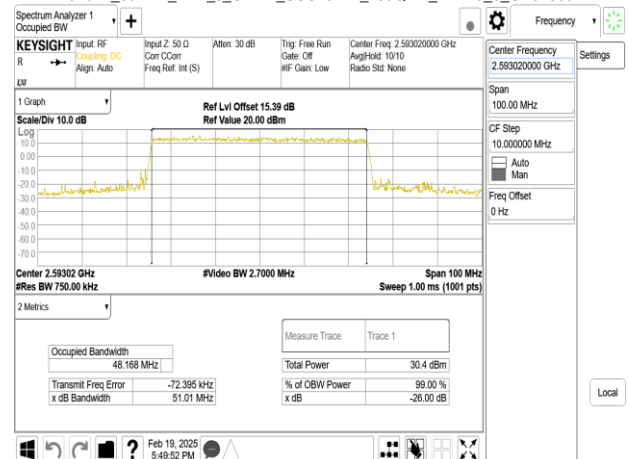 Spectrum Analyzer 1
Occupied BW
Frequency
KEYSIGHT
R
Input: RF
Coupling: DC
Align: Auto
Input Z: 50 Ω
Corr CCorr
Freq Ref: Int (S)
Atten: 30 dB
Trig: Free Run
Gate: Off
#IF Gain: Low
Center Freq: 2.593020000 GHz
Avg|Hold: 10/10
Radio Std: None
Center Frequency
2.593020000 GHz
Settings
Span
100.00 MHz
CF Step
10.000000 MHz
Auto
Man
Freq Offset
0 Hz
Local
1 Graph
Scale/Div 10.0 dB
Ref Lvl Offset 15.39 dB
Ref Value 20.00 dBm
Log
10.0
0.00
-10.0
-20.0
-30.0
-40.0
-50.0
-60.0
-70.0
Center 2.59302 GHz
#Video BW 2.7000 MHz
Span 100 MHz
#Res BW 750.00 kHz
Sweep 1.00 ms (1001 pts)
2 Metrics
Measure Trace
Trace 1
Occupied Bandwidth
48.168 MHz
Total Power
30.4 dBm
Transmit Freq Error
-72.395 kHz
% of OBW Power
99.00 %
x dB Bandwidth
51.01 MHz
x dB
-26.00 dB
?
Feb 19, 2025
5:49:52 PM